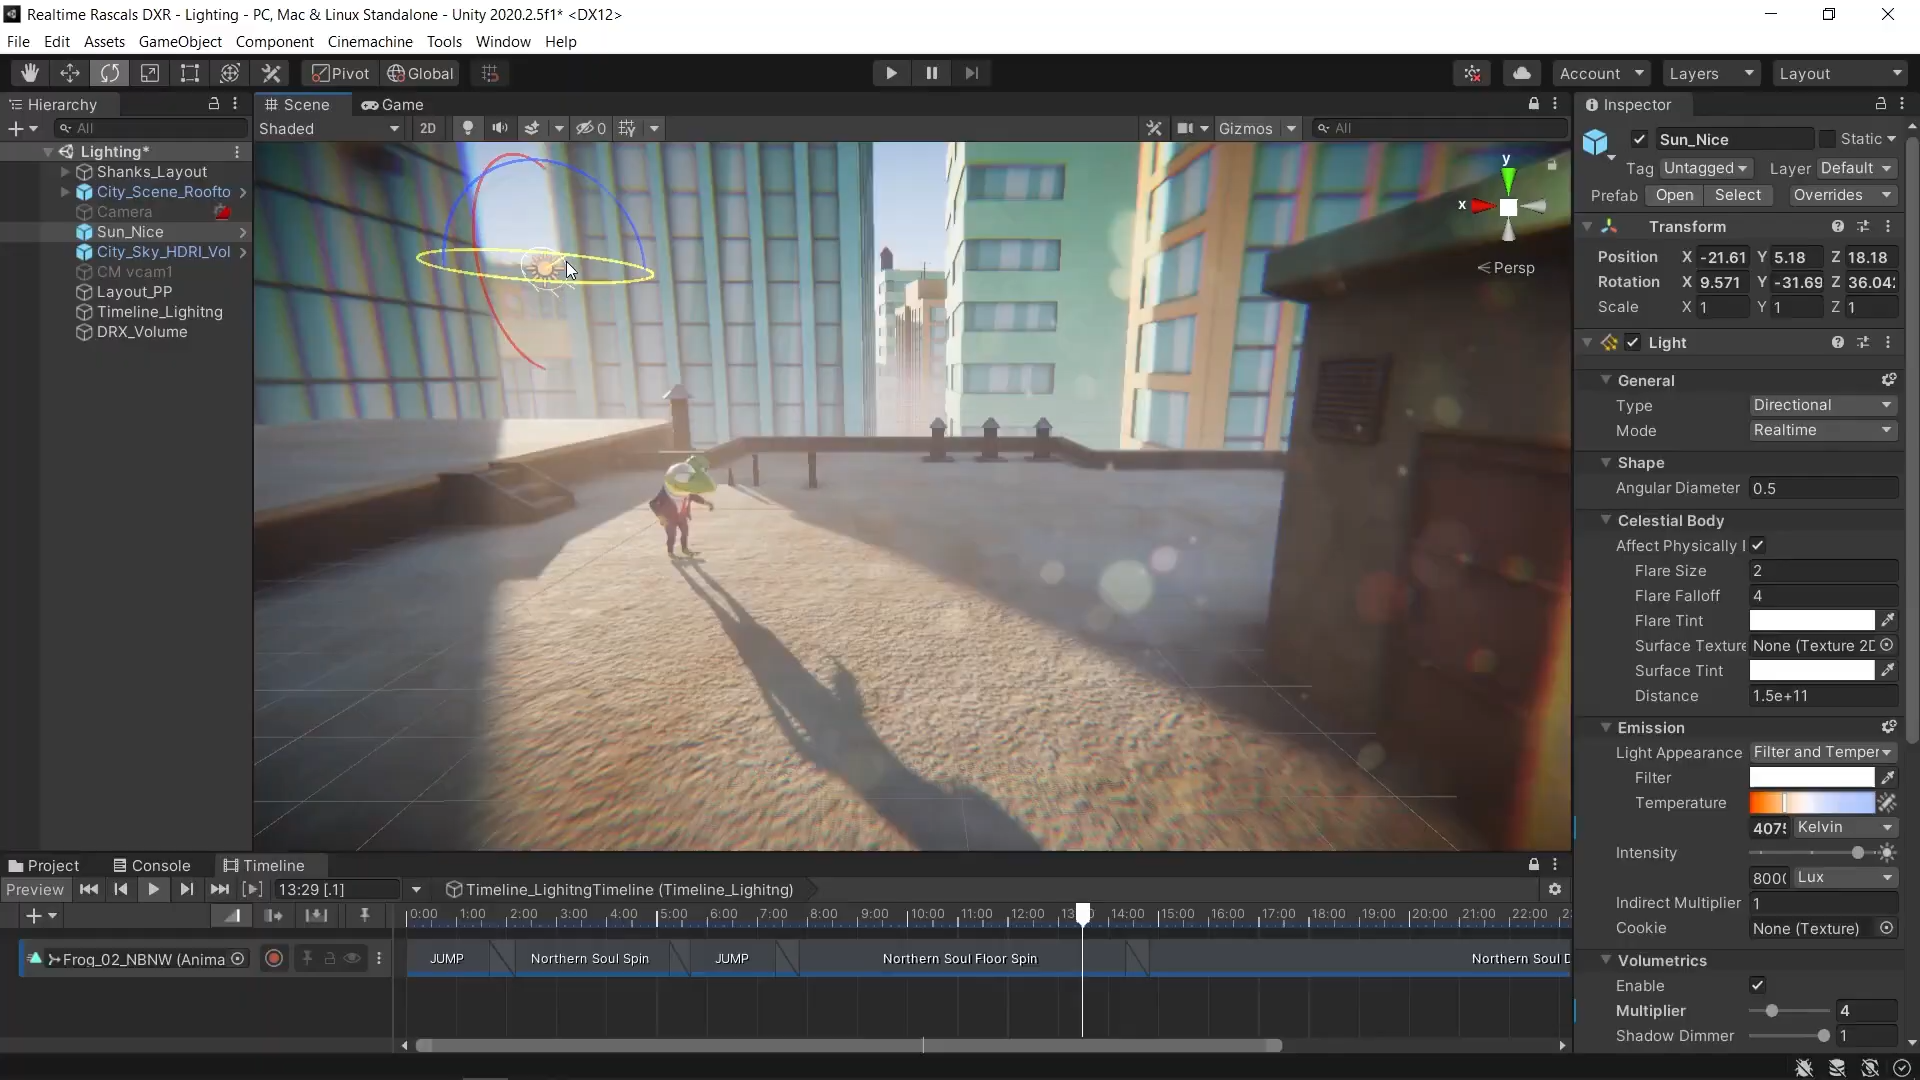 Realtime Rascals DXR - Lighting - PC, Mac & Linux Standalone - Unity 2020.2.5f1* <DX12>
File Edit Assets GameObject Component Cinemachine Tools Window Help
Pivot Global Account Layers Layout
Hierarchy
All
Lighting*
Shanks_Layout
City_Scene_Roofto
Camera
Sun_Nice
City_Sky_HDRI_Vol
CM vcam1
Layout_PP
Timeline_Lighitng
DRX_Volume
Scene Game
Shaded 2D 0 Gizmos All
y
x
Persp
Inspector
Sun_Nice Static
Tag Untagged Layer Default
Prefab Open Select Overrides
Transform
Position X -21.61 Y 5.18 Z 18.18
Rotation X 9.571 Y -31.69 Z 36.04
Scale X 1 Y 1 Z 1
Light
General
Type Directional
Mode Realtime
Shape
Angular Diameter 0.5
Celestial Body
Affect Physically
Flare Size 2
Flare Falloff 4
Flare Tint
Surface Texture None (Texture 2D
Surface Tint
Distance 1.5e+11
Emission
Light Appearance Filter and Temper
Filter
Temperature
4075 Kelvin
Intensity
8000 Lux
Indirect Multiplier 1
Cookie None (Texture)
Volumetrics
Enable
Multiplier 4
Shadow Dimmer 1
Project Console Timeline
Preview 13:29 [.1] Timeline_LighitngTimeline (Timeline_Lighitng)
0:00 1:00 2:00 3:00 4:00 5:00 6:00 7:00 8:00 9:00 10:00 11:00 12:00 13 14:00 15:00 16:00 17:00 18:00 19:00 20:00 21:00 22:00
Frog_02_NBNW (Anima JUMP Northern Soul Spin JUMP Northern Soul Floor Spin Northern Soul D